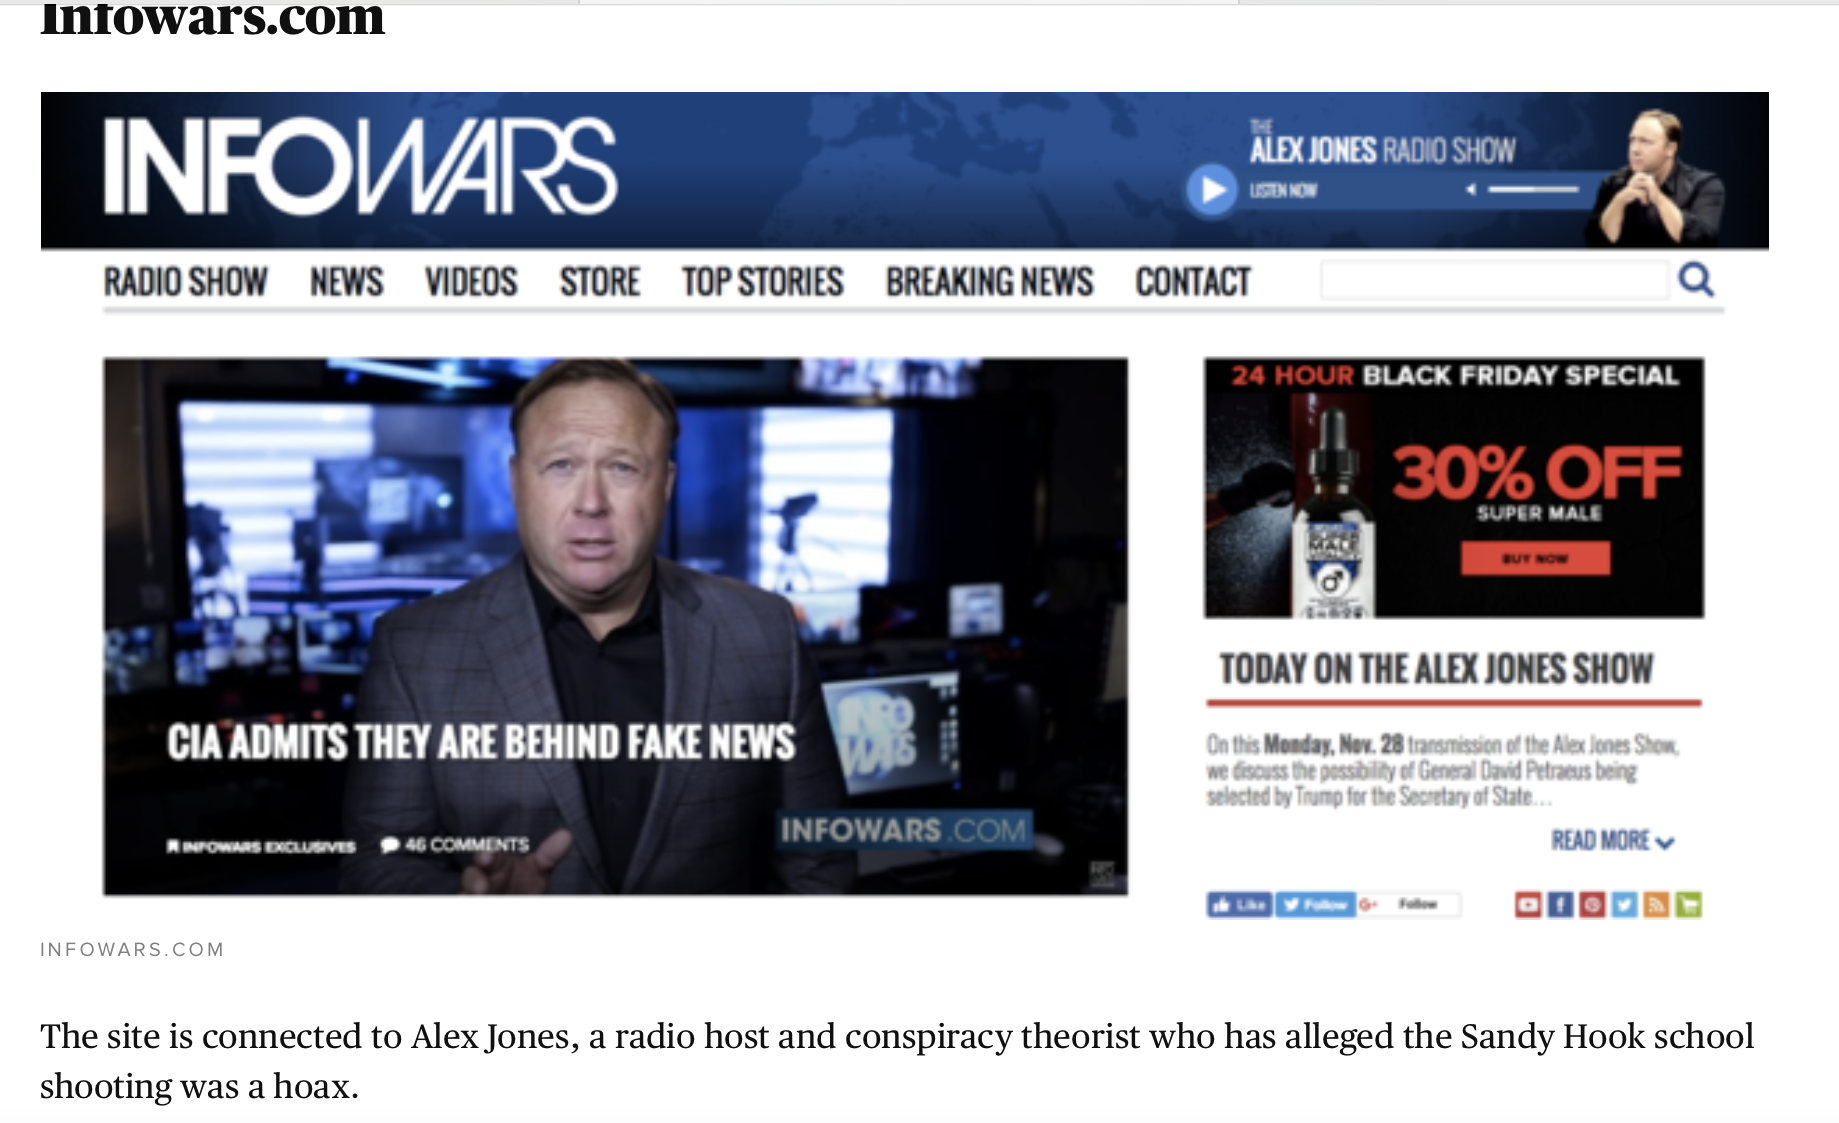 Infowars.com
INFOWARS
THE
ALEX JONES RADIO SHOW
LISTEN NOW
RADIO SHOW NEWS VIDEOS STORE TOP STORIES BREAKING NEWS CONTACT
CIA ADMITS THEY ARE BEHIND FAKE NEWS
INFOWARS EXCLUSIVES 46 COMMENTS
INFO
WARS
INFOWARS.COM
24 HOUR BLACK FRIDAY SPECIAL
30% OFF
SUPER MALE
BUY NOW
SUPER
MALE
TODAY ON THE ALEX JONES SHOW
On this Monday, Nov. 28 transmission of the Alex Jones Show,
we discuss the possibility of General David Petraeus being
selected by Trump for the Secretary of State...
READ MORE
Like Follow G+ Follow
INFOWARS.COM
The site is connected to Alex Jones, a radio host and conspiracy theorist who has alleged the Sandy Hook school
shooting was a hoax.